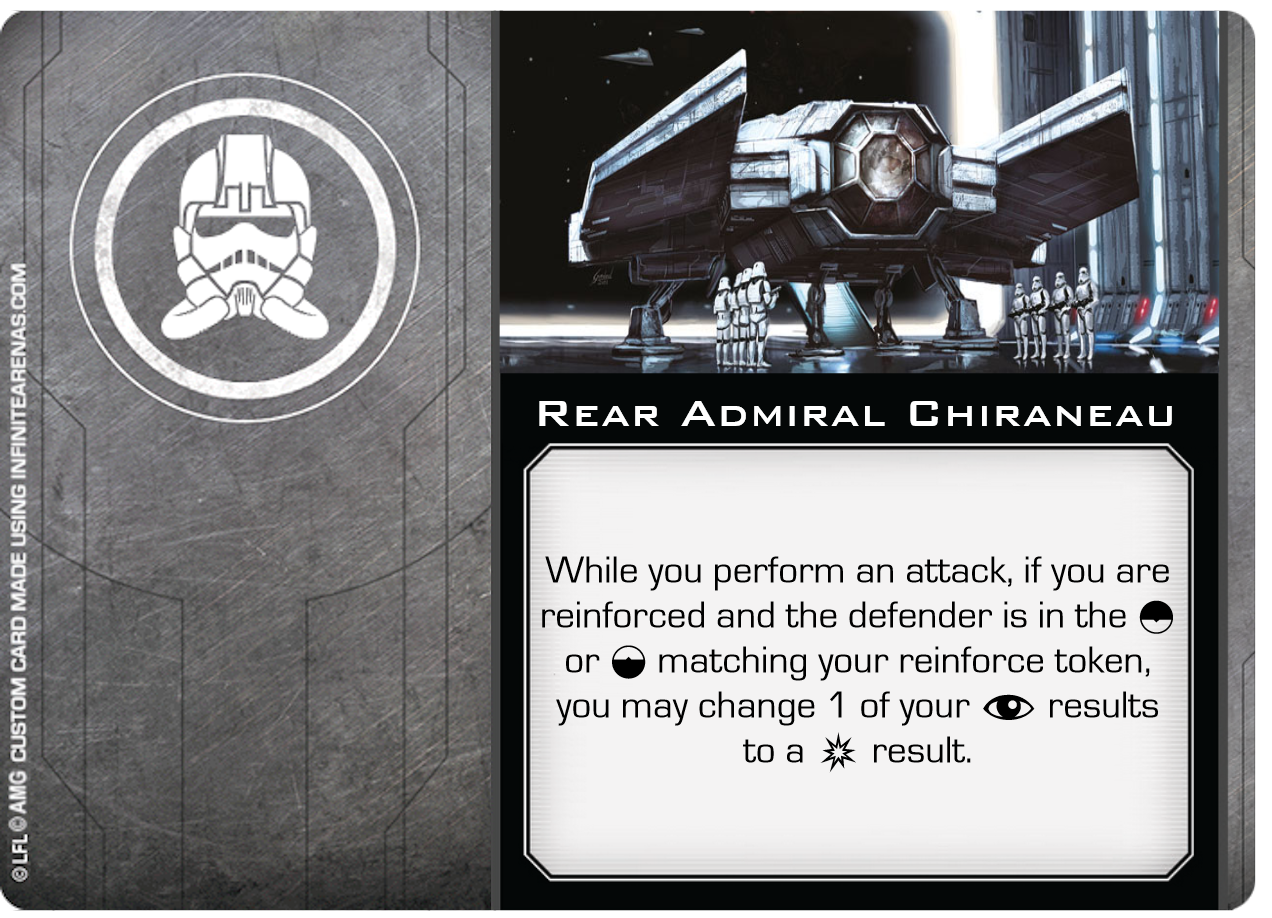 © LFL © AMG CUSTOM CARD MADE USING INFINITEARENAS.COM
REAR ADMIRAL CHIRANEAU
While you perform an attack, if you are
reinforced and the defender is in the
or matching your reinforce token,
you may change 1 of your results
to a result.